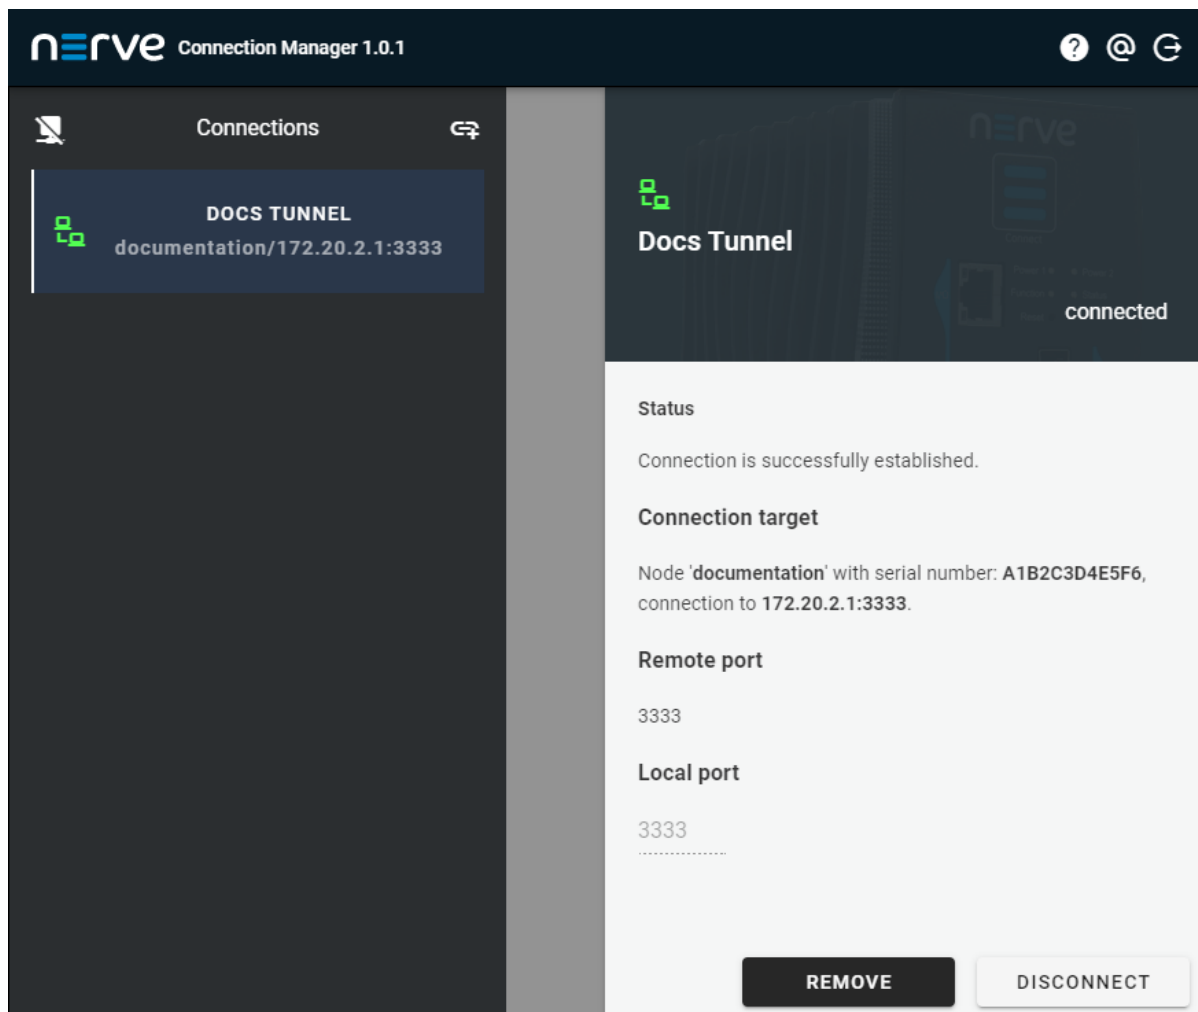 nerve Connection Manager 1.0.1
Connections
DOCS TUNNEL
documentation/172.20.2.1:3333
nerve
Docs Tunnel
connected
Status
Connection is successfully established.
Connection target
Node 'documentation' with serial number: A1B2C3D4E5F6,
connection to 172.20.2.1:3333.
Remote port
3333
Local port
3333
REMOVE
DISCONNECT